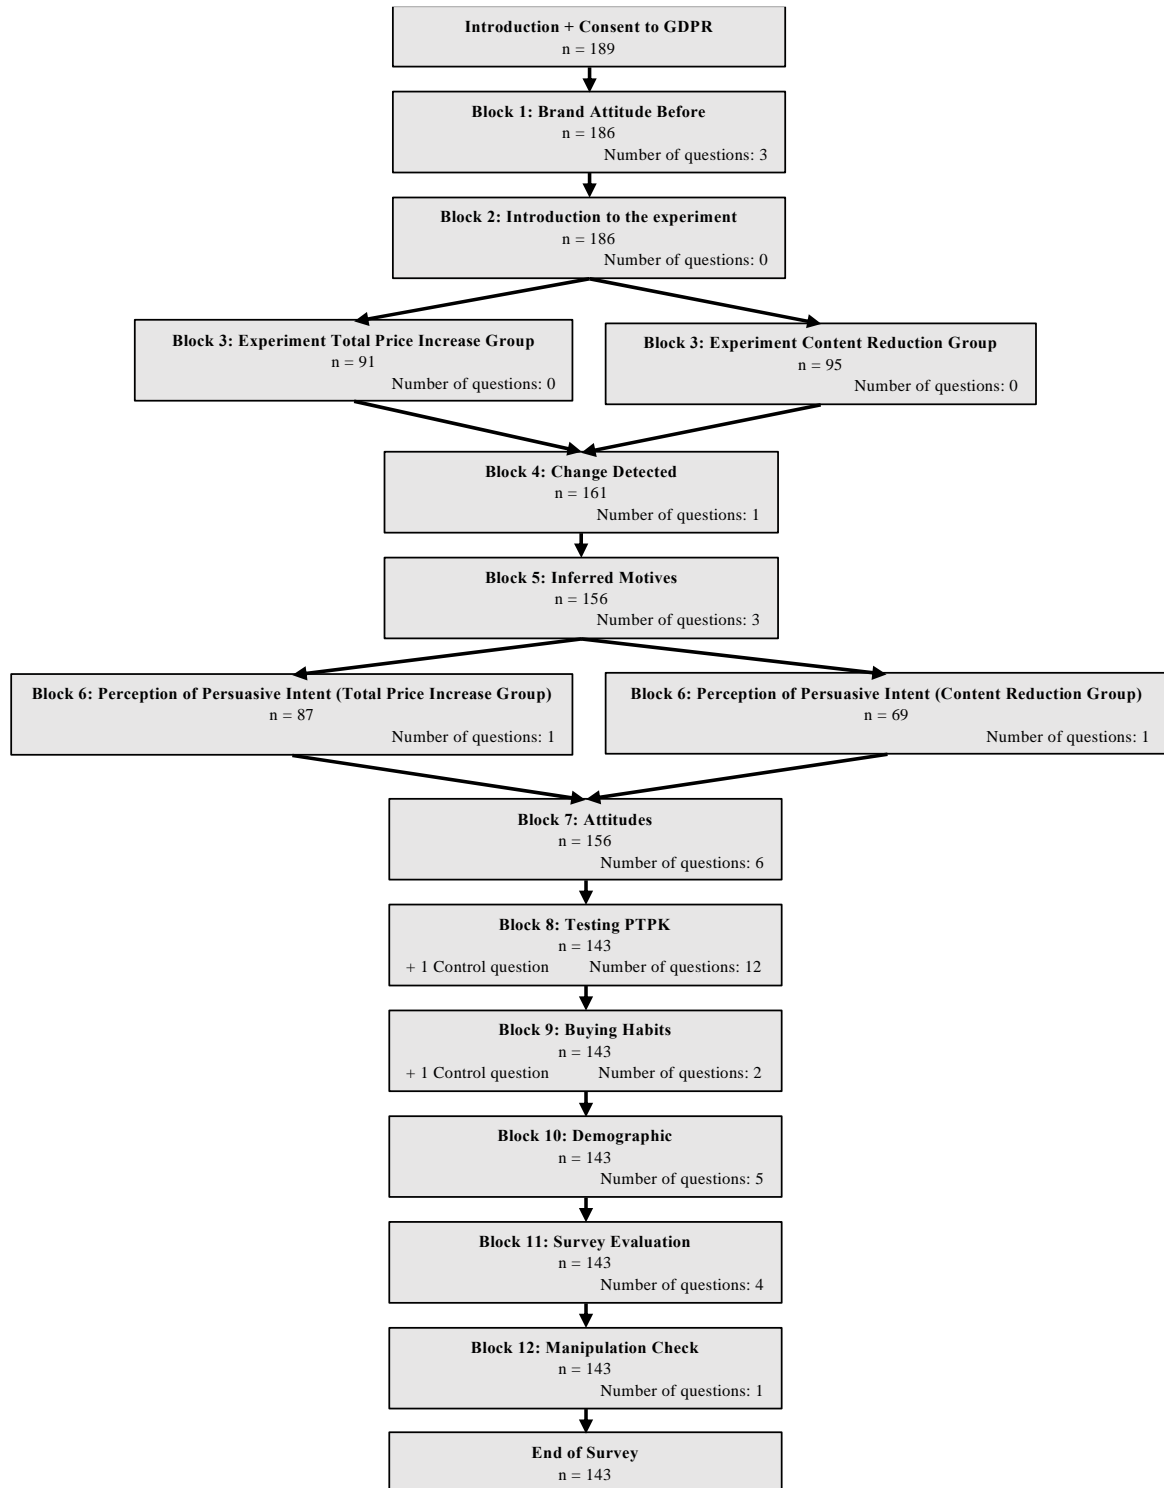 Introduction + Consent to GDPR
n = 189
Block 1: Brand Attitude Before
n = 186
Number of questions: 3
Block 2: Introduction to the experiment
n = 186
Number of questions: 0
Block 3: Experiment Total Price Increase Group
n = 91
Number of questions: 0
Block 3: Experiment Content Reduction Group
n = 95
Number of questions: 0
Block 4: Change Detected
n = 161
Number of questions: 1
Block 5: Inferred Motives
n = 156
Number of questions: 3
Block 6: Perception of Persuasive Intent (Total Price Increase Group)
n = 87
Number of questions: 1
Block 6: Perception of Persuasive Intent (Content Reduction Group)
n = 69
Number of questions: 1
Block 7: Attitudes
n = 156
Number of questions: 6
Block 8: Testing PTPK
n = 143
+ 1 Control question Number of questions: 12
Block 9: Buying Habits
n = 143
+ 1 Control question Number of questions: 2
Block 10: Demographic
n = 143
Number of questions: 5
Block 11: Survey Evaluation
n = 143
Number of questions: 4
Block 12: Manipulation Check
n = 143
Number of questions: 1
End of Survey
n = 143